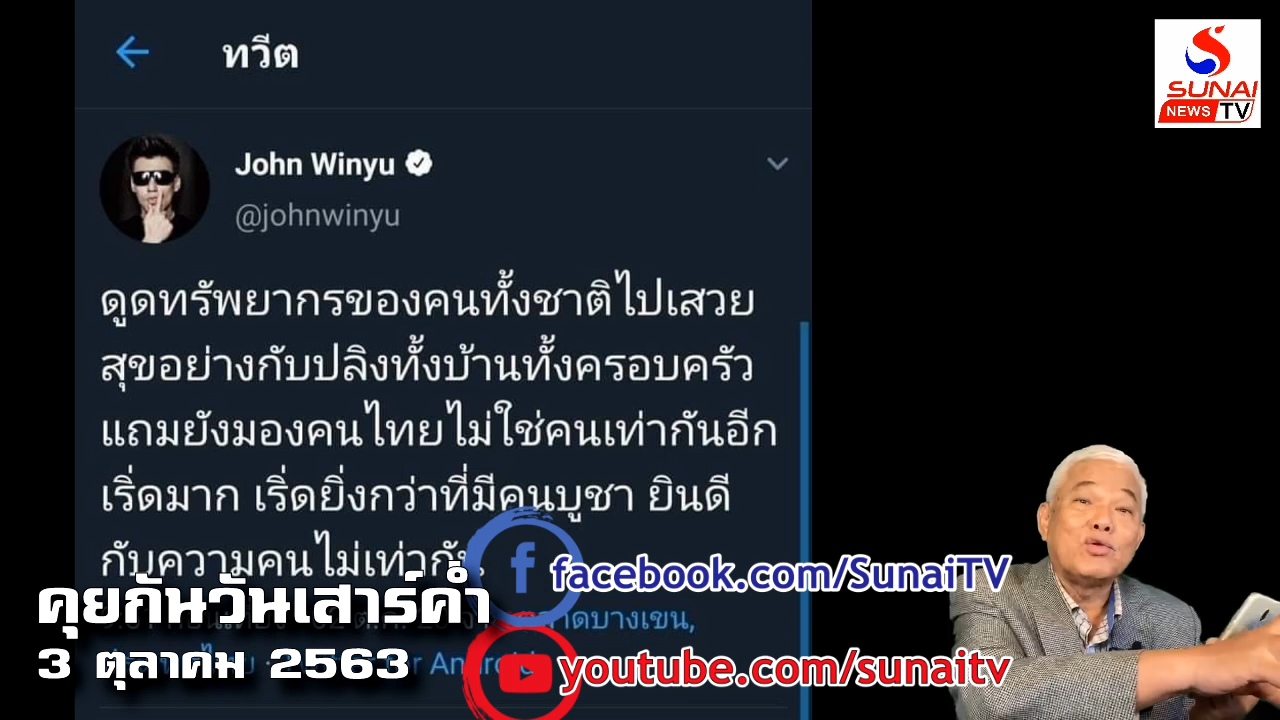 ทวีต
SUNAI
NEWS TV
John Winyu
@johnwinyu
ดูดทรัพยากรของคนทั้งชาติไปเสวย
สุขอย่างกับปลิงทั้งบ้านทั้งครอบครัว
แถมยังมองคนไทยไม่ใช่คนเท่ากันอีก
เริ่ดมาก เริ่ดยิ่งกว่าที่มีคนบูชา ยินดี
กับความคนไม่เท่ากัน
facebook.com/SunaiTV
คุยกันวันเสาร์ค่ำ
บางเขน,
3 ตุลาคม 2563
youtube.com/sunaitv